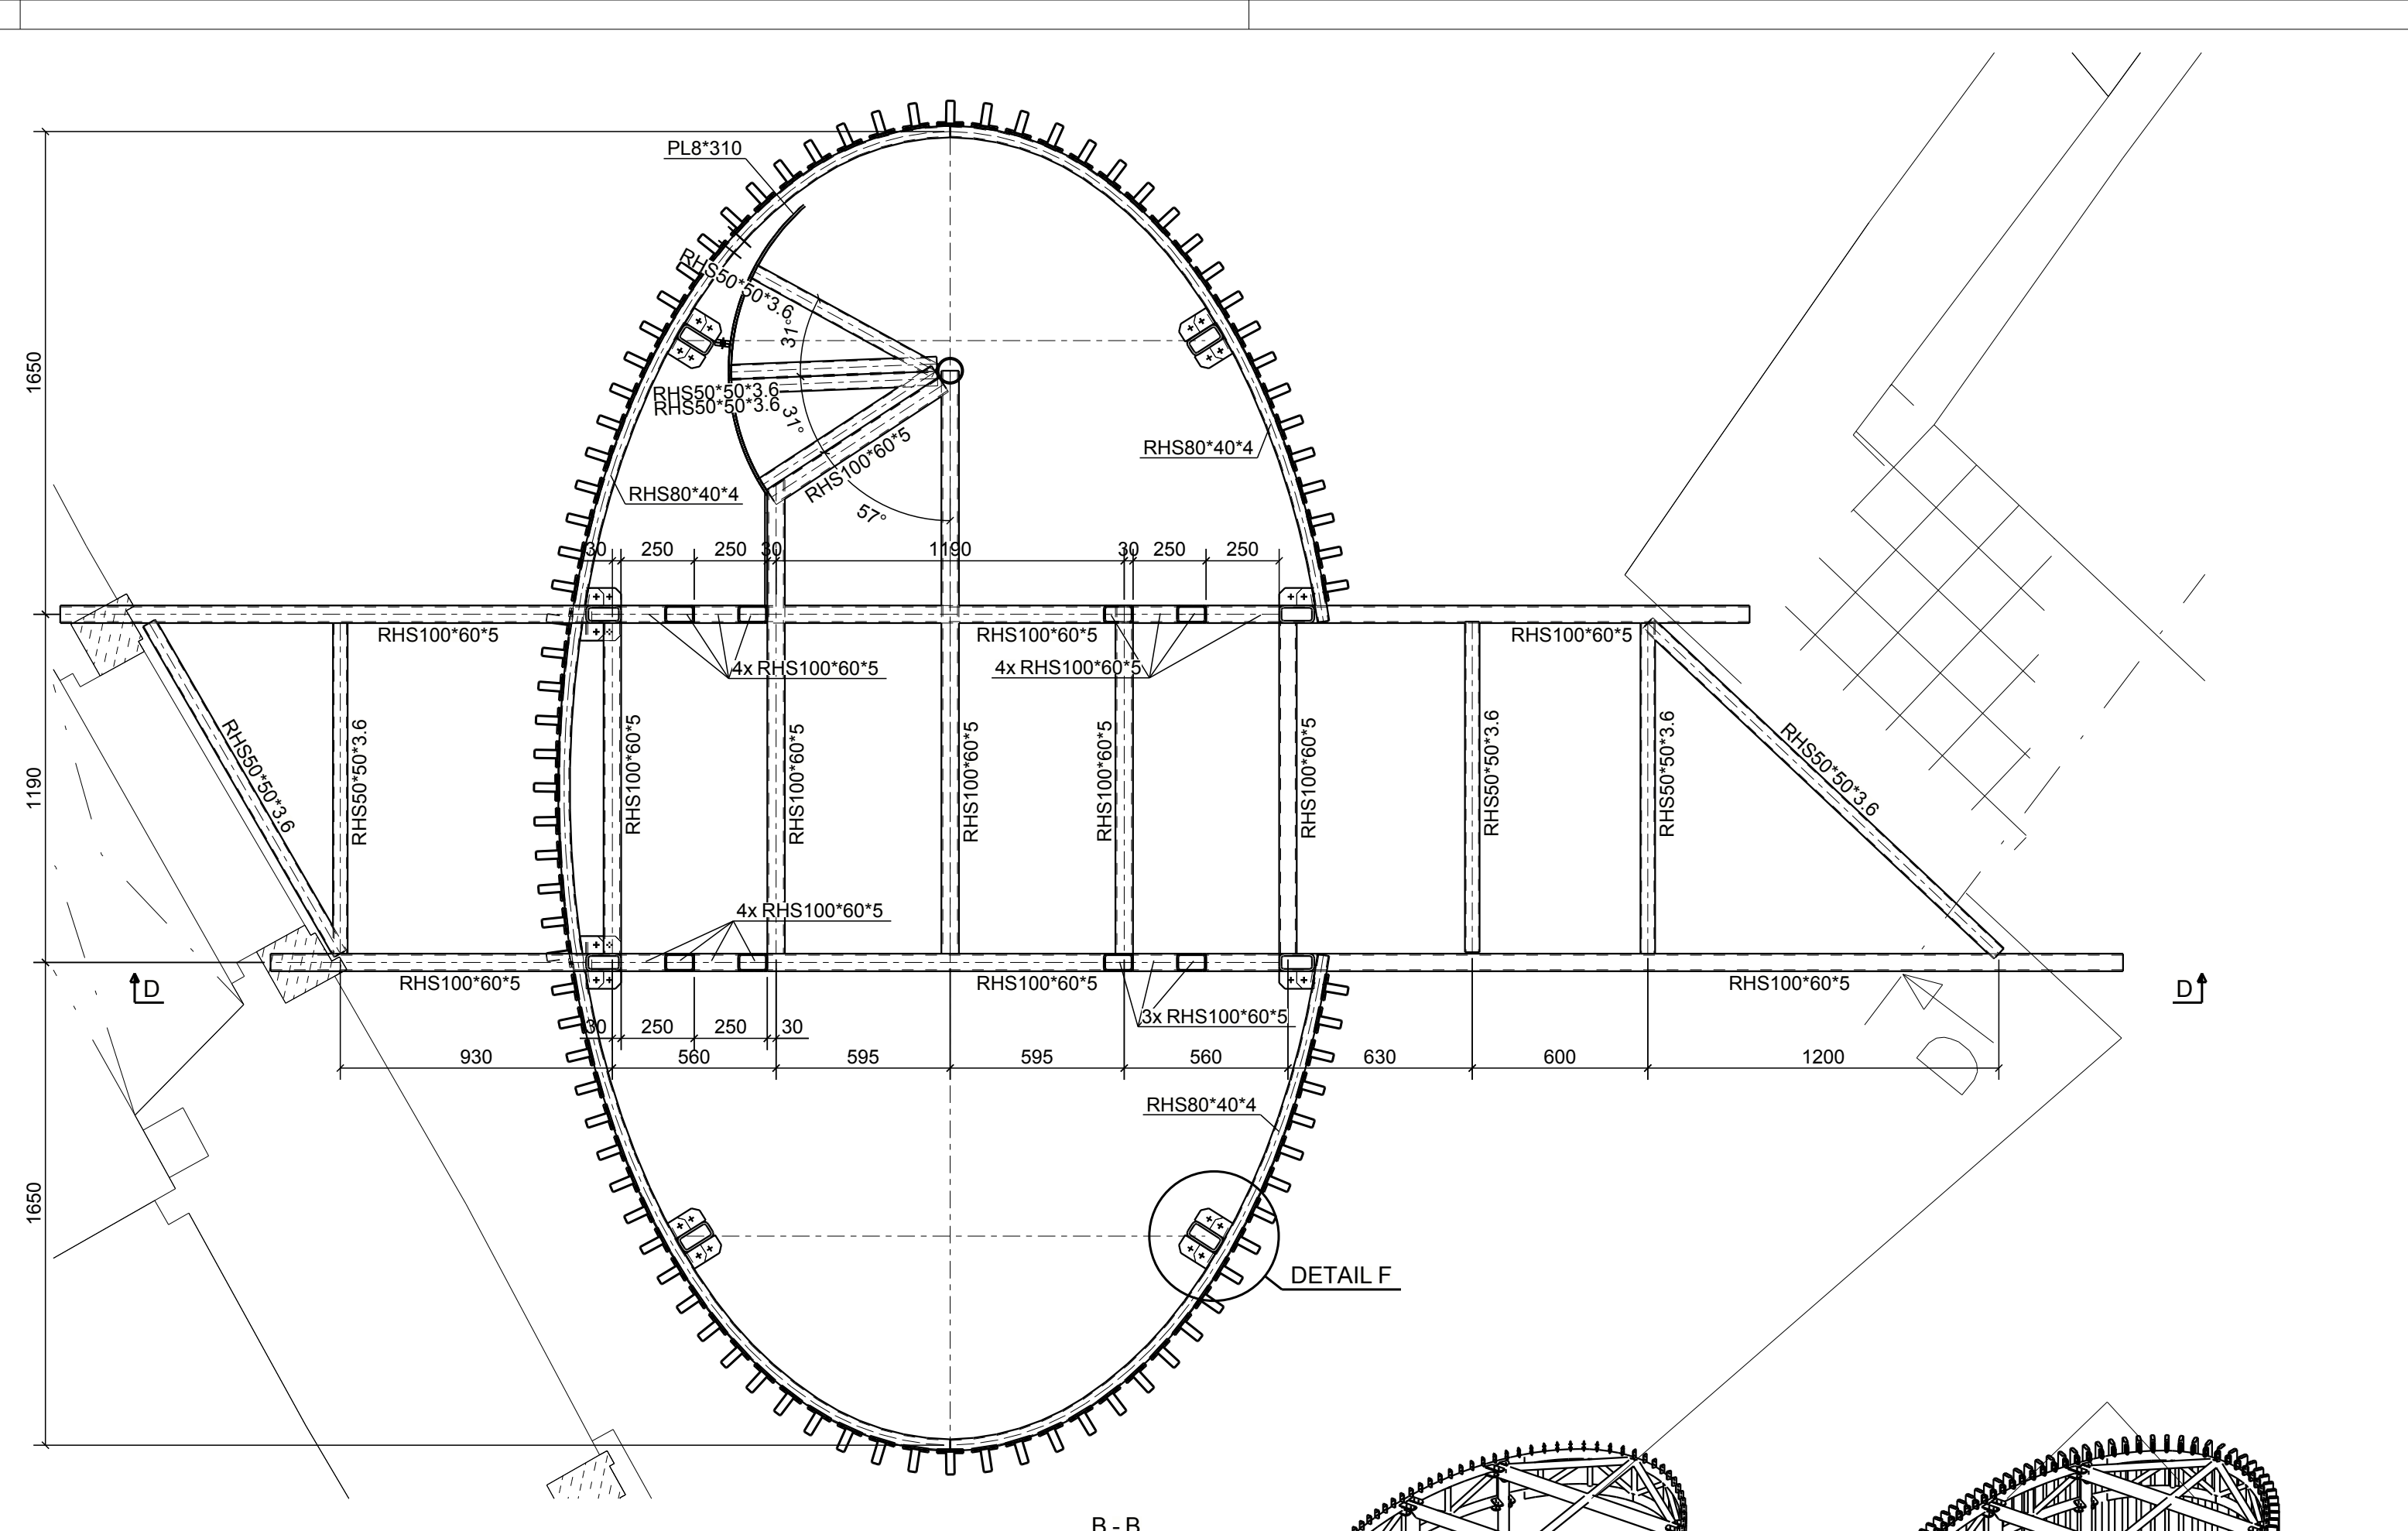 PL8*310
RHS50*50*3.6
31°
1650
RHS50*50*3.6
RHS50*50*3.6
31°
RHS100*60*5
RHS80*40*4
RHS80*40*4
57°
30 250 250 30 1190 30 250 250
RHS100*60*5 RHS100*60*5 RHS100*60*5
4x RHS100*60*5 4x RHS100*60*5
1190
RHS50*50*3.6
RHS50*50*3.6
RHS100*60*5
RHS100*60*5
RHS100*60*5
RHS100*60*5
RHS100*60*5
RHS50*50*3.6
RHS50*50*3.6
RHS50*50*3.6
4x RHS100*60*5
D RHS100*60*5 RHS100*60*5 RHS100*60*5 D
3x RHS100*60*5
30 250 250 30
930 560 595 595 560 630 600 1200
D
RHS80*40*4
1650
DETAIL F
B - B